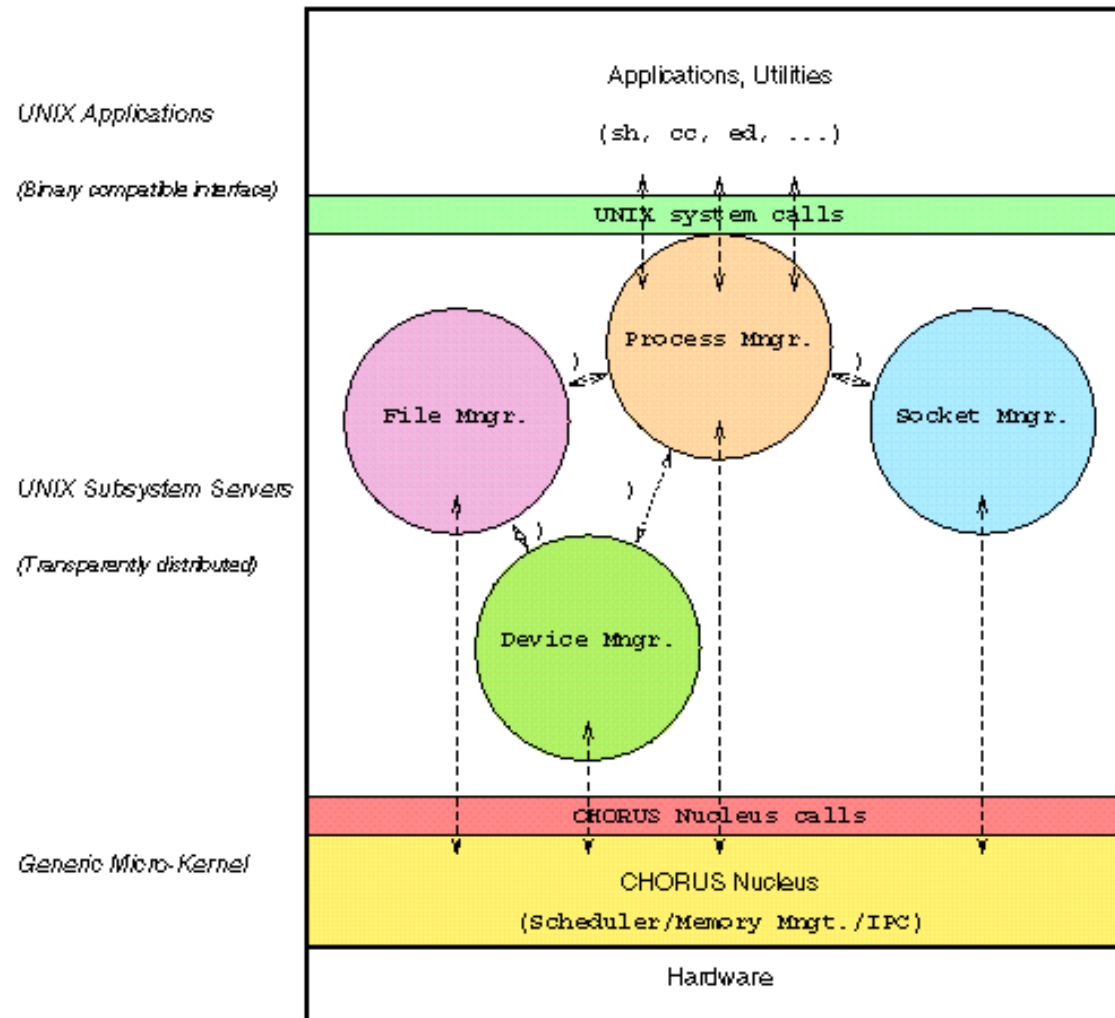 Applications, Utilities
UNIX Applications
(sh, cc, ed, ...)
(Binary compatible interface)
UNIX system calls
Process Mngr.
)
)
File Mngr.
Socket Mngr.
UNIX Subsystem Servers
)
)
(Transparently distributed)
Device Mngr.
CHORUS Nucleus calls
Generic Micro-Kernel
CHORUS Nucleus
(Scheduler/Memory Mngt./IPC)
Hardware